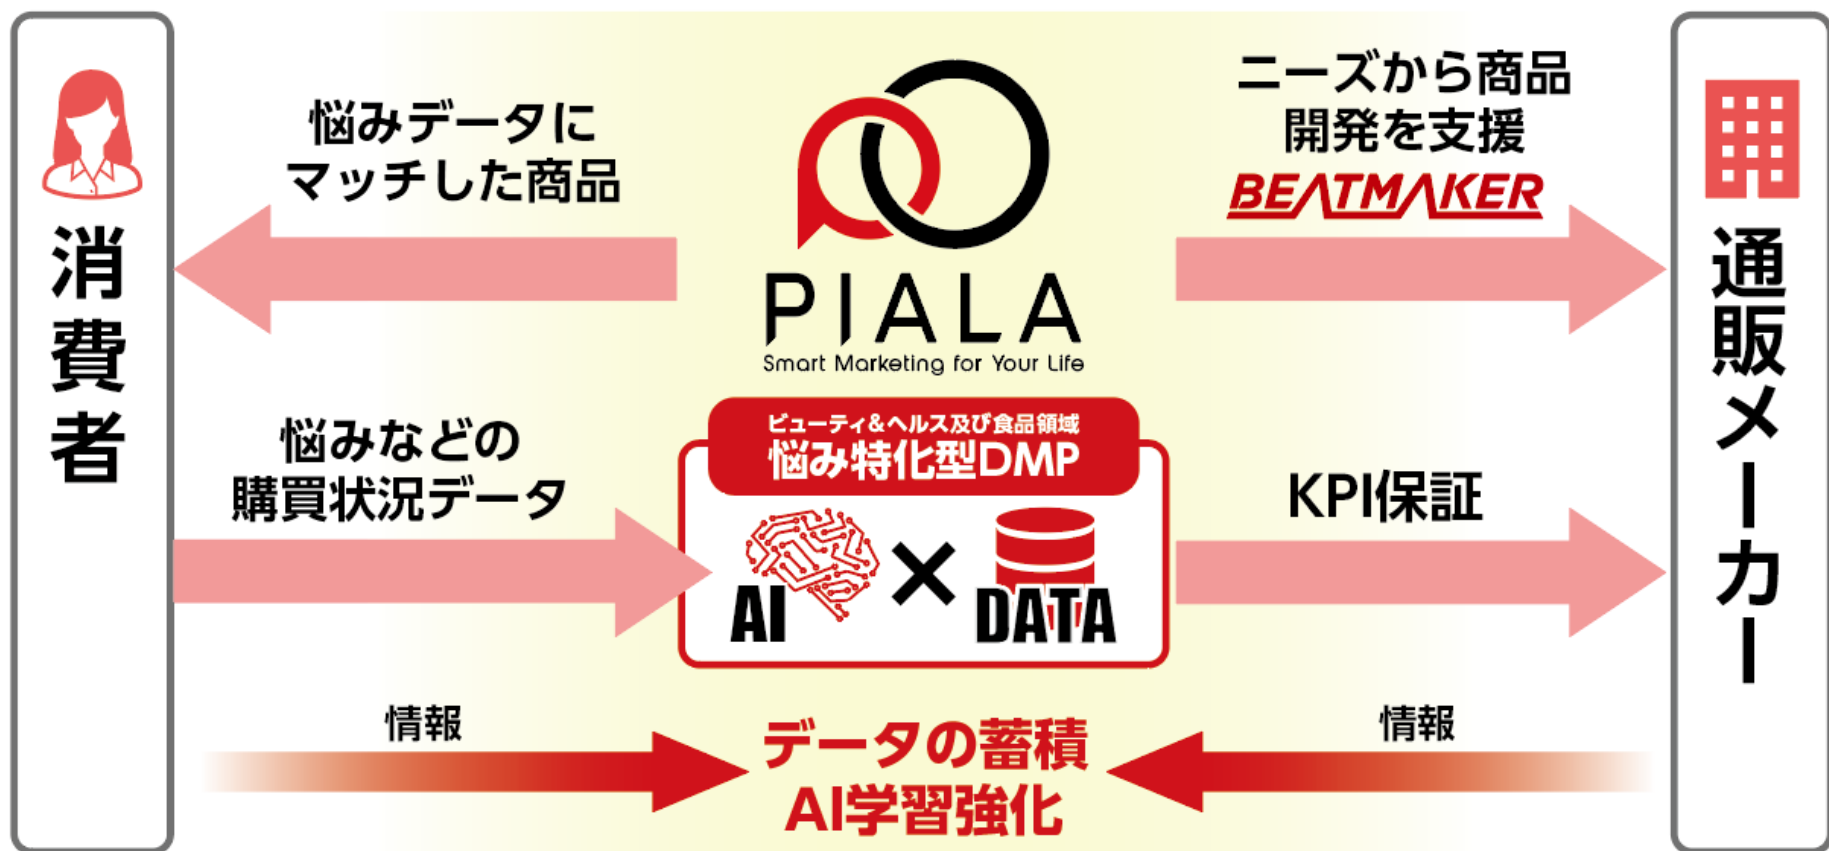 消費者
悩みデータに
マッチした商品
悩みなどの
購買状況データ
情報
PIALA
Smart Marketing for Your Life
ビューティ&ヘルス及び食品領域
悩み特化型DMP
AI
×
DATA
データの蓄積
AI学習強化
ニーズから商品
開発を支援
BEATMAKER
KPI保証
情報
通販メーカー